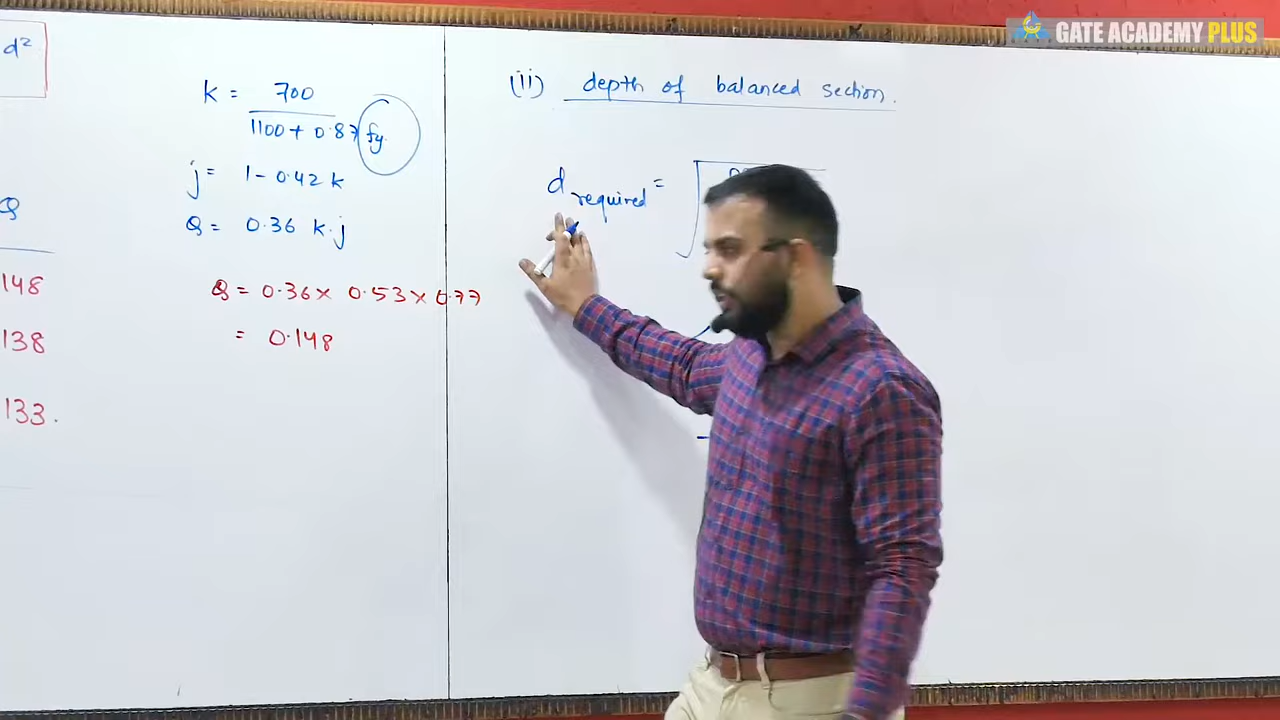 GATE ACADEMY PLUS
d²
k = 700 / 1100 + 0.87 fy
j = 1 - 0.42 k
Q = 0.36 k.j
Q = 0.36 x 0.53 x 0.77
= 0.148
Q
148
138
133.
(ii) depth of balanced section.
d required =